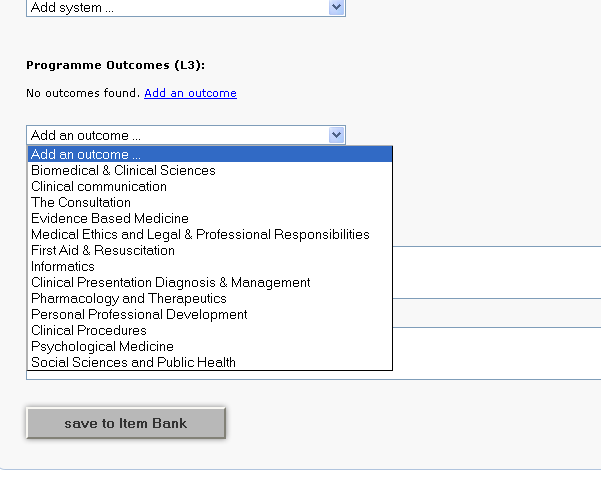 Add system ...
Programme Outcomes (L3):
No outcomes found. Add an outcome
Add an outcome ...
Add an outcome ...
Biomedical & Clinical Sciences
Clinical communication
The Consultation
Evidence Based Medicine
Medical Ethics and Legal & Professional Responsibilities
First Aid & Resuscitation
Informatics
Clinical Presentation Diagnosis & Management
Pharmacology and Therapeutics
Personal Professional Development
Clinical Procedures
Psychological Medicine
Social Sciences and Public Health
save to Item Bank